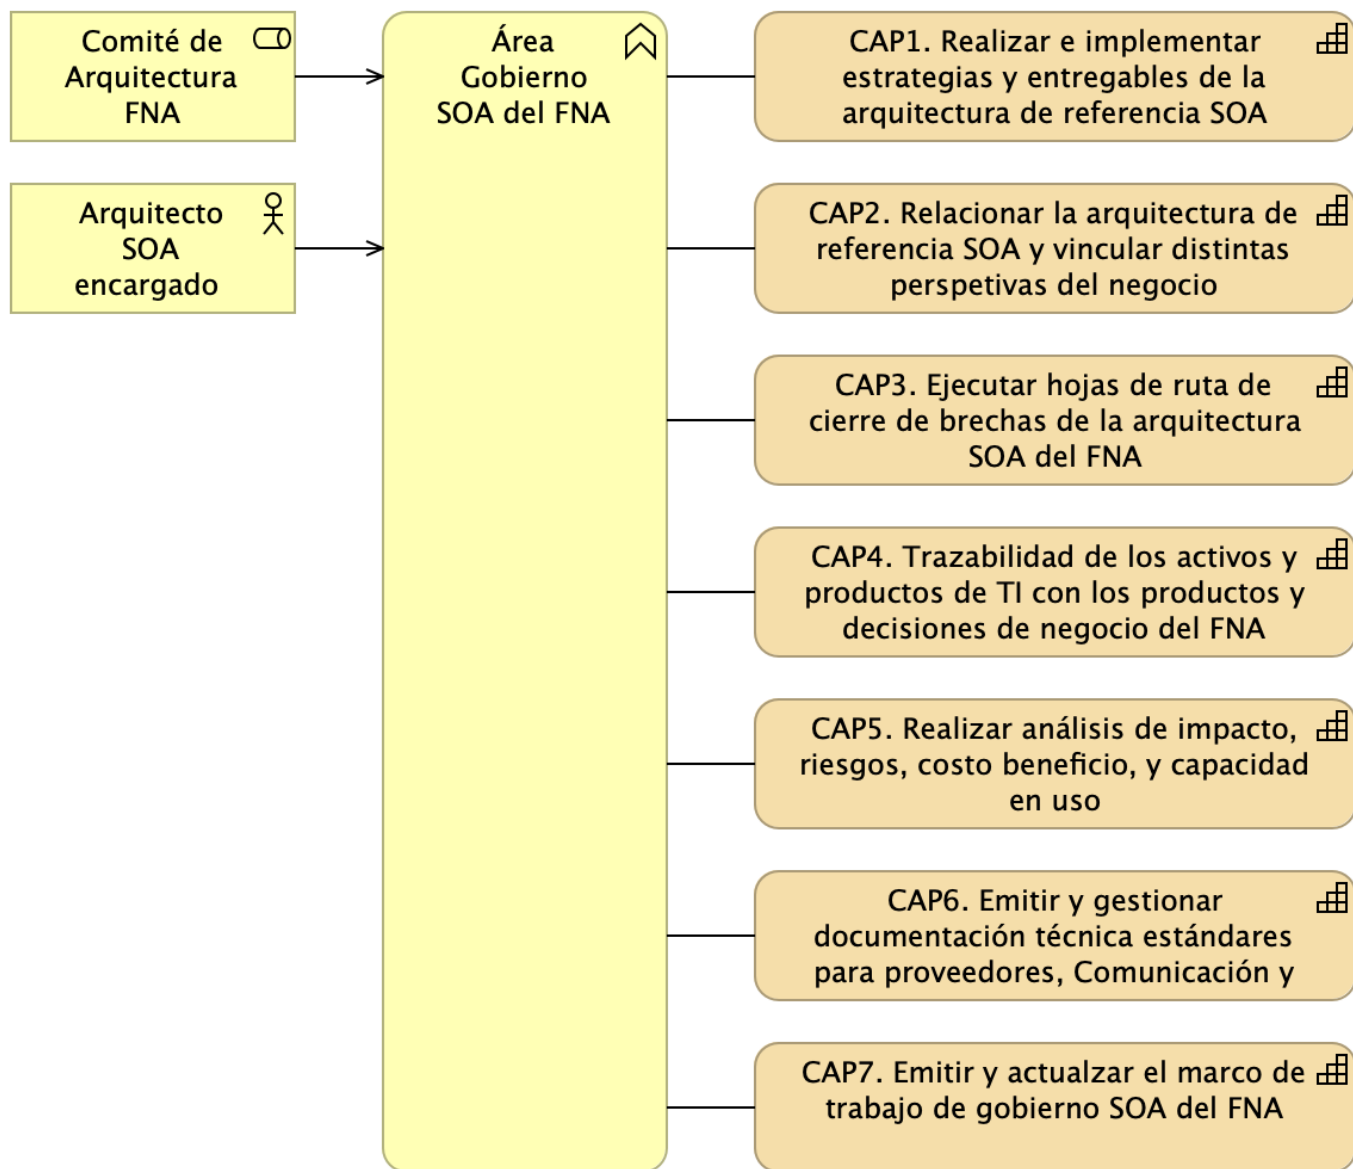 Comité de
Arquitectura
FNA
Área
Gobierno
SOA del FNA
CAP1. Realizar e implementar
estrategias y entregables de la
arquitectura de referencia SOA
Arquitecto
SOA
encargado
CAP2. Relacionar la arquitectura de
referencia SOA y vincular distintas
perspetivas del negocio
CAP3. Ejecutar hojas de ruta de
cierre de brechas de la arquitectura
SOA del FNA
CAP4. Trazabilidad de los activos y
productos de TI con los productos y
decisiones de negocio del FNA
CAP5. Realizar análisis de impacto,
riesgos, costo beneficio, y capacidad
en uso
CAP6. Emitir y gestionar
documentación técnica estándares
para proveedores, Comunicación y
CAP7. Emitir y actualzar el marco de
trabajo de gobierno SOA del FNA